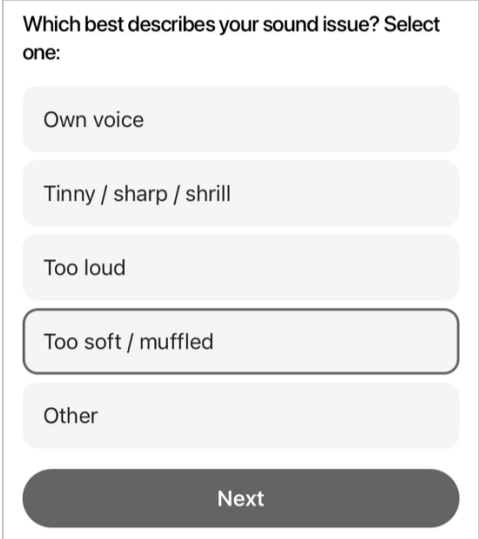 Which best describes your sound issue? Select
one:
Own voice
Tinny / sharp / shrill
Too loud
Too soft / muffled
Other
Next